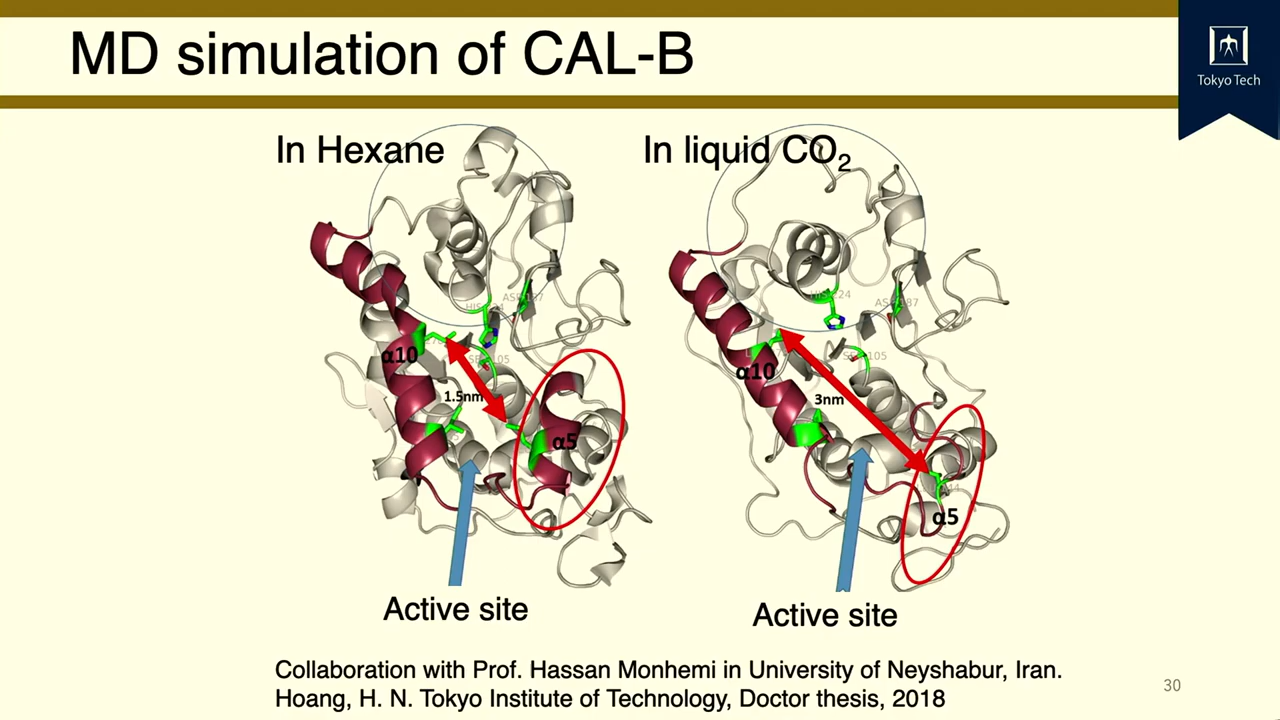 MD simulation of CAL-B
Tokyo Tech
In Hexane
In liquid CO₂
α10
1.5nm
α5
α10
3nm
α5
Active site
Active site
Collaboration with Prof. Hassan Monhemi in University of Neyshabur, Iran.
Hoang, H. N. Tokyo Institute of Technology, Doctor thesis, 2018
30